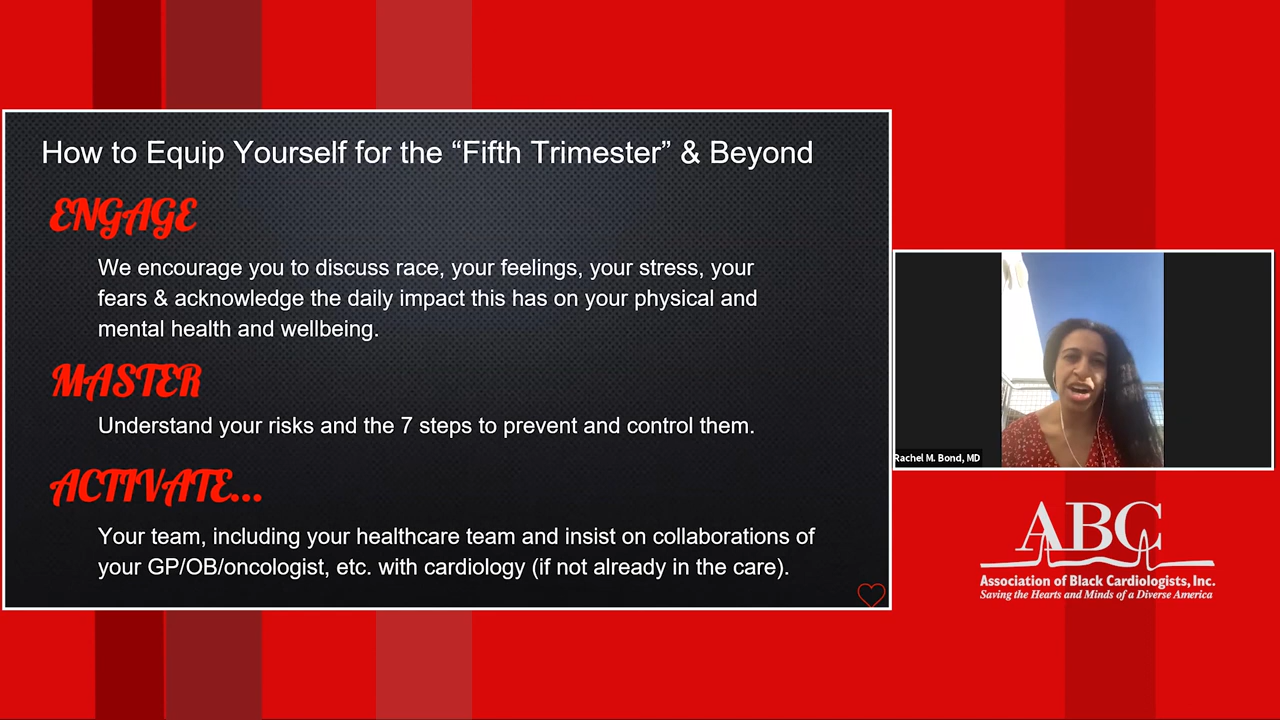 How to Equip Yourself for the “Fifth Trimester” & Beyond
ENGAGE
We encourage you to discuss race, your feelings, your stress, your
fears & acknowledge the daily impact this has on your physical and
mental health and wellbeing.
MASTER
Understand your risks and the 7 steps to prevent and control them.
ACTIVATE...
Your team, including your healthcare team and insist on collaborations of
your GP/OB/oncologist, etc. with cardiology (if not already in the care).
Rachel M. Bond, MD
ABC
Association of Black Cardiologists, Inc.
Saving the Hearts and Minds of a Diverse America